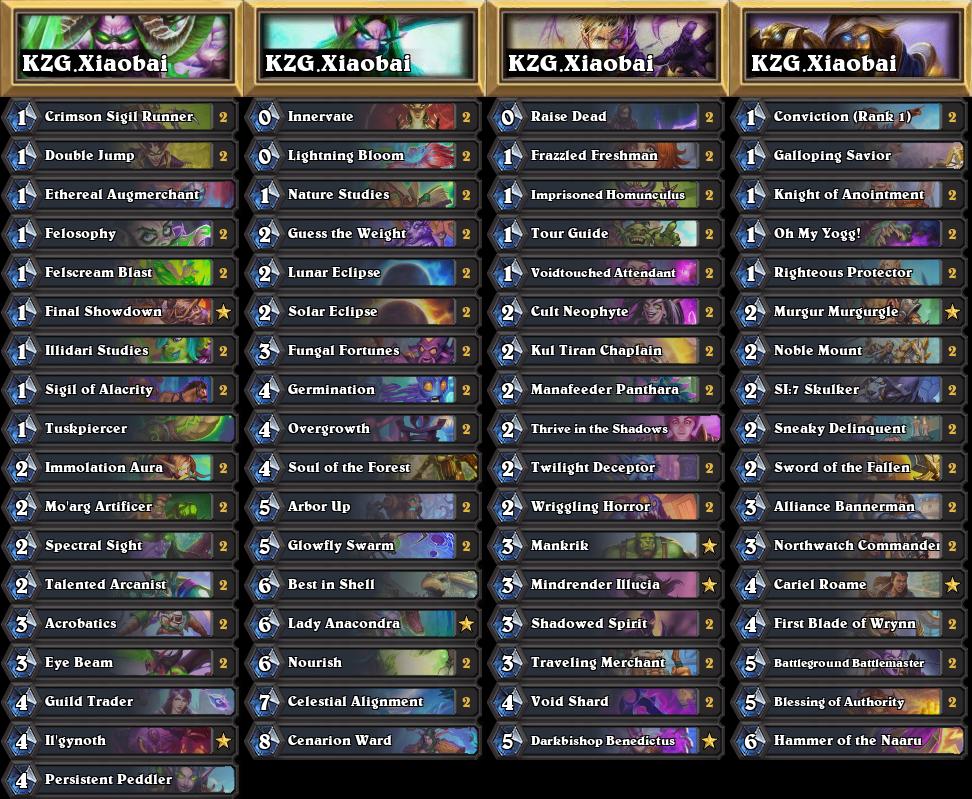 KZG.Xiaobai
1 Crimson Sigil Runner 2
1 Double Jump 2
1 Ethereal Augmerchant
1 Felosophy 2
1 Felscream Blast 2
1 Final Showdown ★
1 Illidari Studies 2
1 Sigil of Alacrity 2
1 Tuskpiercer
2 Immolation Aura 2
2 Mo'arg Artificer 2
2 Spectral Sight 2
2 Talented Arcanist 2
3 Acrobatics 2
3 Eye Beam 2
4 Guild Trader
4 Il'gynoth ★
4 Persistent Peddler
KZG.Xiaobai
0 Innervate 2
0 Lightning Bloom 2
1 Nature Studies 2
2 Guess the Weight 2
2 Lunar Eclipse 2
2 Solar Eclipse 2
3 Fungal Fortunes 2
4 Germination 2
4 Overgrowth 2
4 Soul of the Forest
5 Arbor Up 2
5 Glowfly Swarm 2
6 Best in Shell
6 Lady Anacondra ★
6 Nourish 2
7 Celestial Alignment 2
8 Cenarion Ward
KZG.Xiaobai
0 Raise Dead 2
1 Frazzled Freshman 2
1 Imprisoned Homunculus 2
1 Tour Guide 2
1 Voidtouched Attendant 2
2 Cult Neophyte 2
2 Kul Tiran Chaplain 2
2 Manafeeder Panthara 2
2 Thrive in the Shadows
2 Twilight Deceptor 2
2 Wriggling Horror 2
3 Mankrik ★
3 Mindrender Illucia ★
3 Shadowed Spirit 2
3 Traveling Merchant 2
4 Void Shard 2
5 Darkbishop Benedictus ★
KZG.Xiaobai
1 Conviction (Rank 1) 2
1 Galloping Savior
1 Knight of Anointment 2
1 Oh My Yogg! 2
1 Righteous Protector 2
2 Murgur Murgurgle ★
2 Noble Mount 2
2 SI:7 Skulker 2
2 Sneaky Delinquent 2
2 Sword of the Fallen 2
3 Alliance Bannerman 2
3 Northwatch Commander 2
4 Cariel Roame ★
4 First Blade of Wrynn 2
5 Battleground Battlemaster 2
5 Blessing of Authority 2
6 Hammer of the Naaru